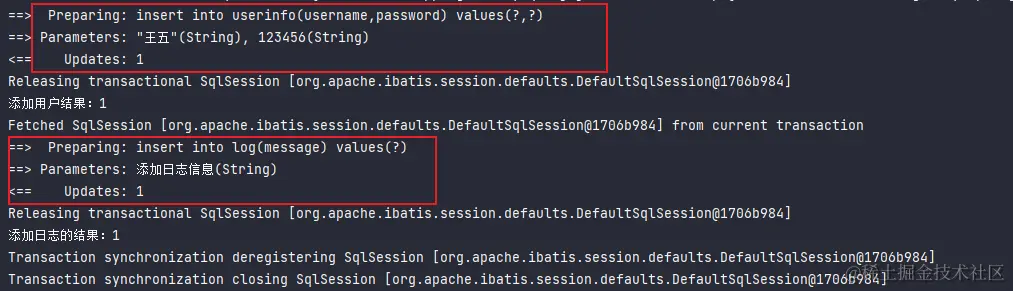 ==>  Preparing: insert into userinfo(username,password) values(?,?)
==> Parameters: "王五"(String), 123456(String)
<==    Updates: 1
Releasing transactional SqlSession [org.apache.ibatis.session.defaults.DefaultSqlSession@1706b984]
添加用户结果：1
Fetched SqlSession [org.apache.ibatis.session.defaults.DefaultSqlSession@1706b984] from current transaction
==>  Preparing: insert into log(message) values(?)
==> Parameters: 添加日志信息(String)
<==    Updates: 1
Releasing transactional SqlSession [org.apache.ibatis.session.defaults.DefaultSqlSession@1706b984]
添加日志的结果：1
Transaction synchronization deregistering SqlSession [org.apache.ibatis.session.defaults.DefaultSqlSession@1706b984]
Transaction synchronization closing SqlSession [org.apache.ibatis.session.defaults.DefaultSqlSession@1706b984]
@稀土掘金技术社区